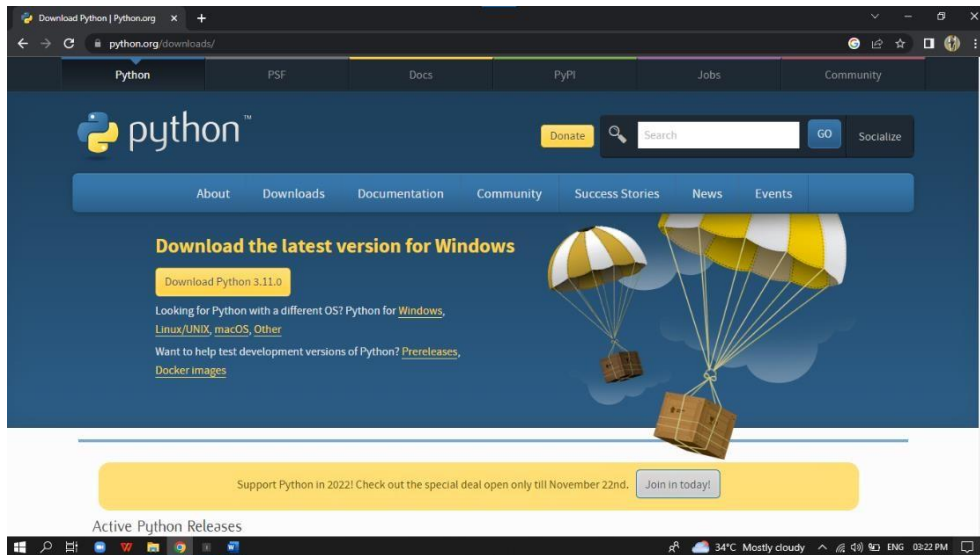 Download Python | Python.org
python.org/downloads/
Python PSF Docs PyPI Jobs Community
python™
Donate Search GO Socialize
About Downloads Documentation Community Success Stories News Events
Download the latest version for Windows
Download Python 3.11.0
Looking for Python with a different OS? Python for Windows,
Linux/UNIX, macOS, Other
Want to help test development versions of Python? Prereleases,
Docker images
Support Python in 2022! Check out the special deal open only till November 22nd. Join in today!
Active Python Releases
34°C Mostly cloudy ENG 03:22 PM